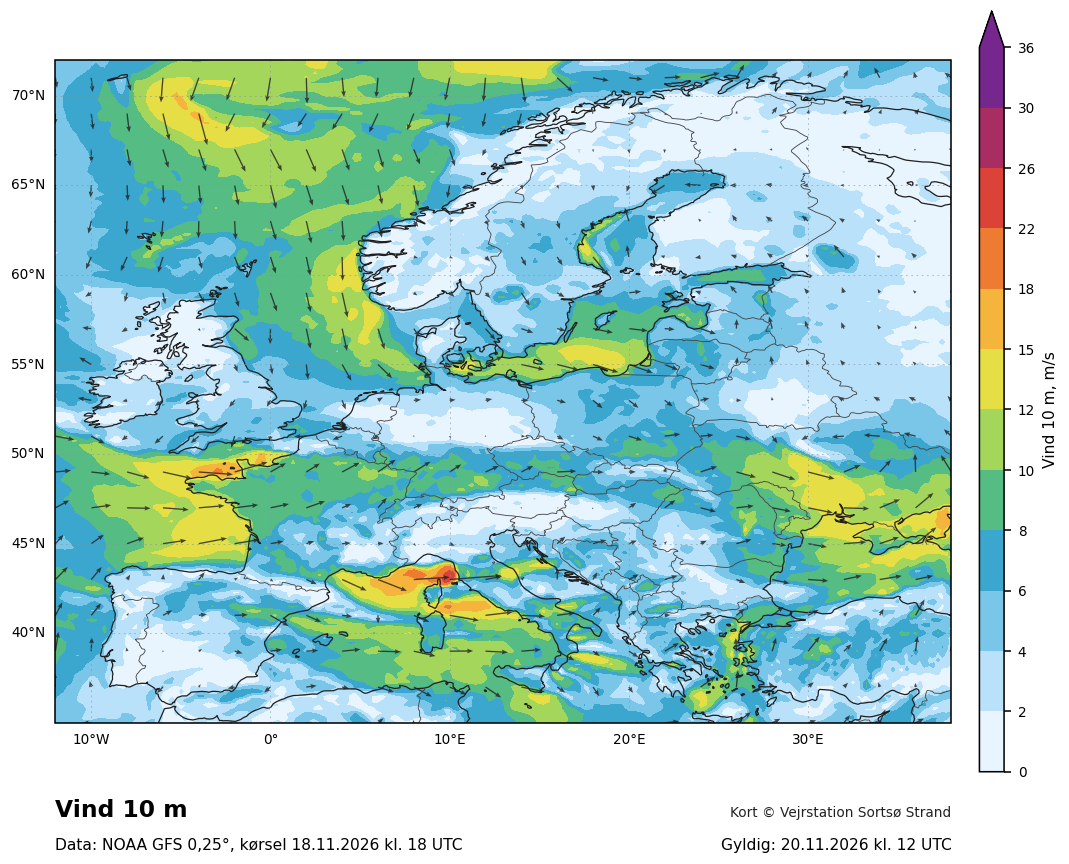 36
30
26
22
18
15
12
10
8
6
4
2
0
Vind 10 m, m/s
70°N
65°N
60°N
55°N
50°N
45°N
40°N
10°W 0° 10°E 20°E 30°E
Vind 10 m
Kort © Vejrstation Sortsø Strand
Data: NOAA GFS 0,25°, kørsel 18.11.2026 kl. 18 UTC
Gyldig: 20.11.2026 kl. 12 UTC